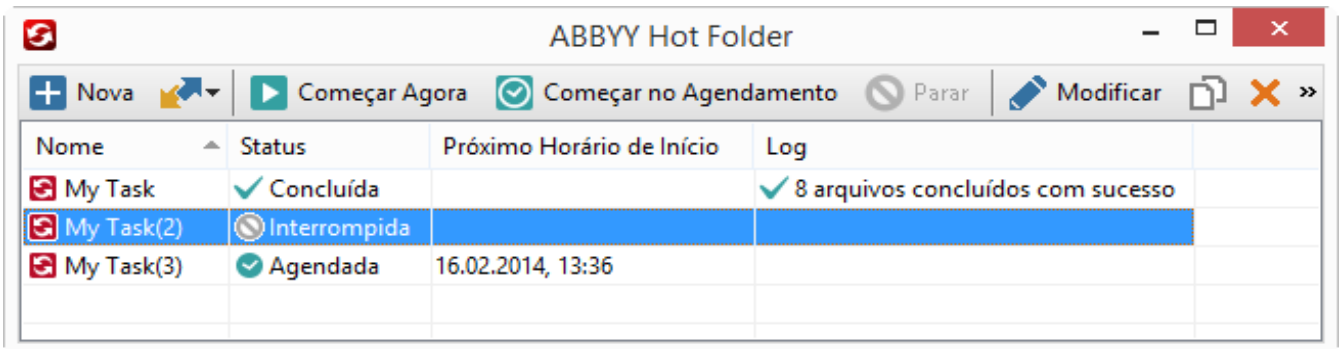 ABBYY Hot Folder
Nova Começar Agora Começar no Agendamento Parar Modificar »
Nome Status Próximo Horário de Início Log
My Task Concluída 8 arquivos concluídos com sucesso
My Task(2) Interrompida
My Task(3) Agendada 16.02.2014, 13:36